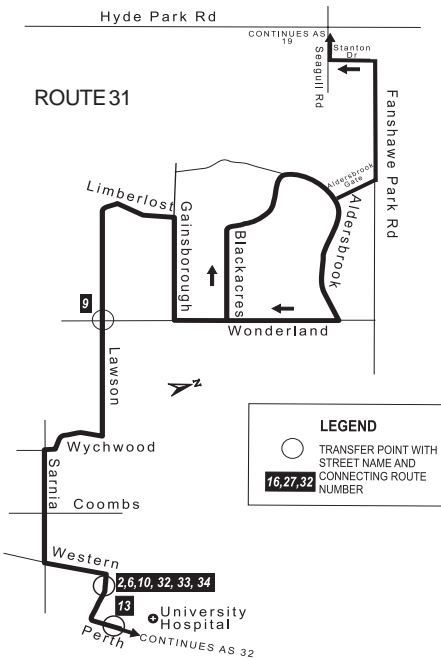 Hyde Park Rd
CONTINUES AS
19
Stanton
Dr
Seagull Rd
ROUTE 31
Fanshawe Park Rd
Aldersbrook
Gate
Limberlost
Gainsborough
Blackacres
Aldersbrook
9
Wonderland
Lawson
N
LEGEND
TRANSFER POINT WITH
STREET NAME AND
CONNECTING ROUTE
NUMBER
16,27,32
Wychwood
Sarnia
Coombs
Western
2,6,10, 32, 33, 34
13
University
Hospital
Perth
CONTINUES AS 32